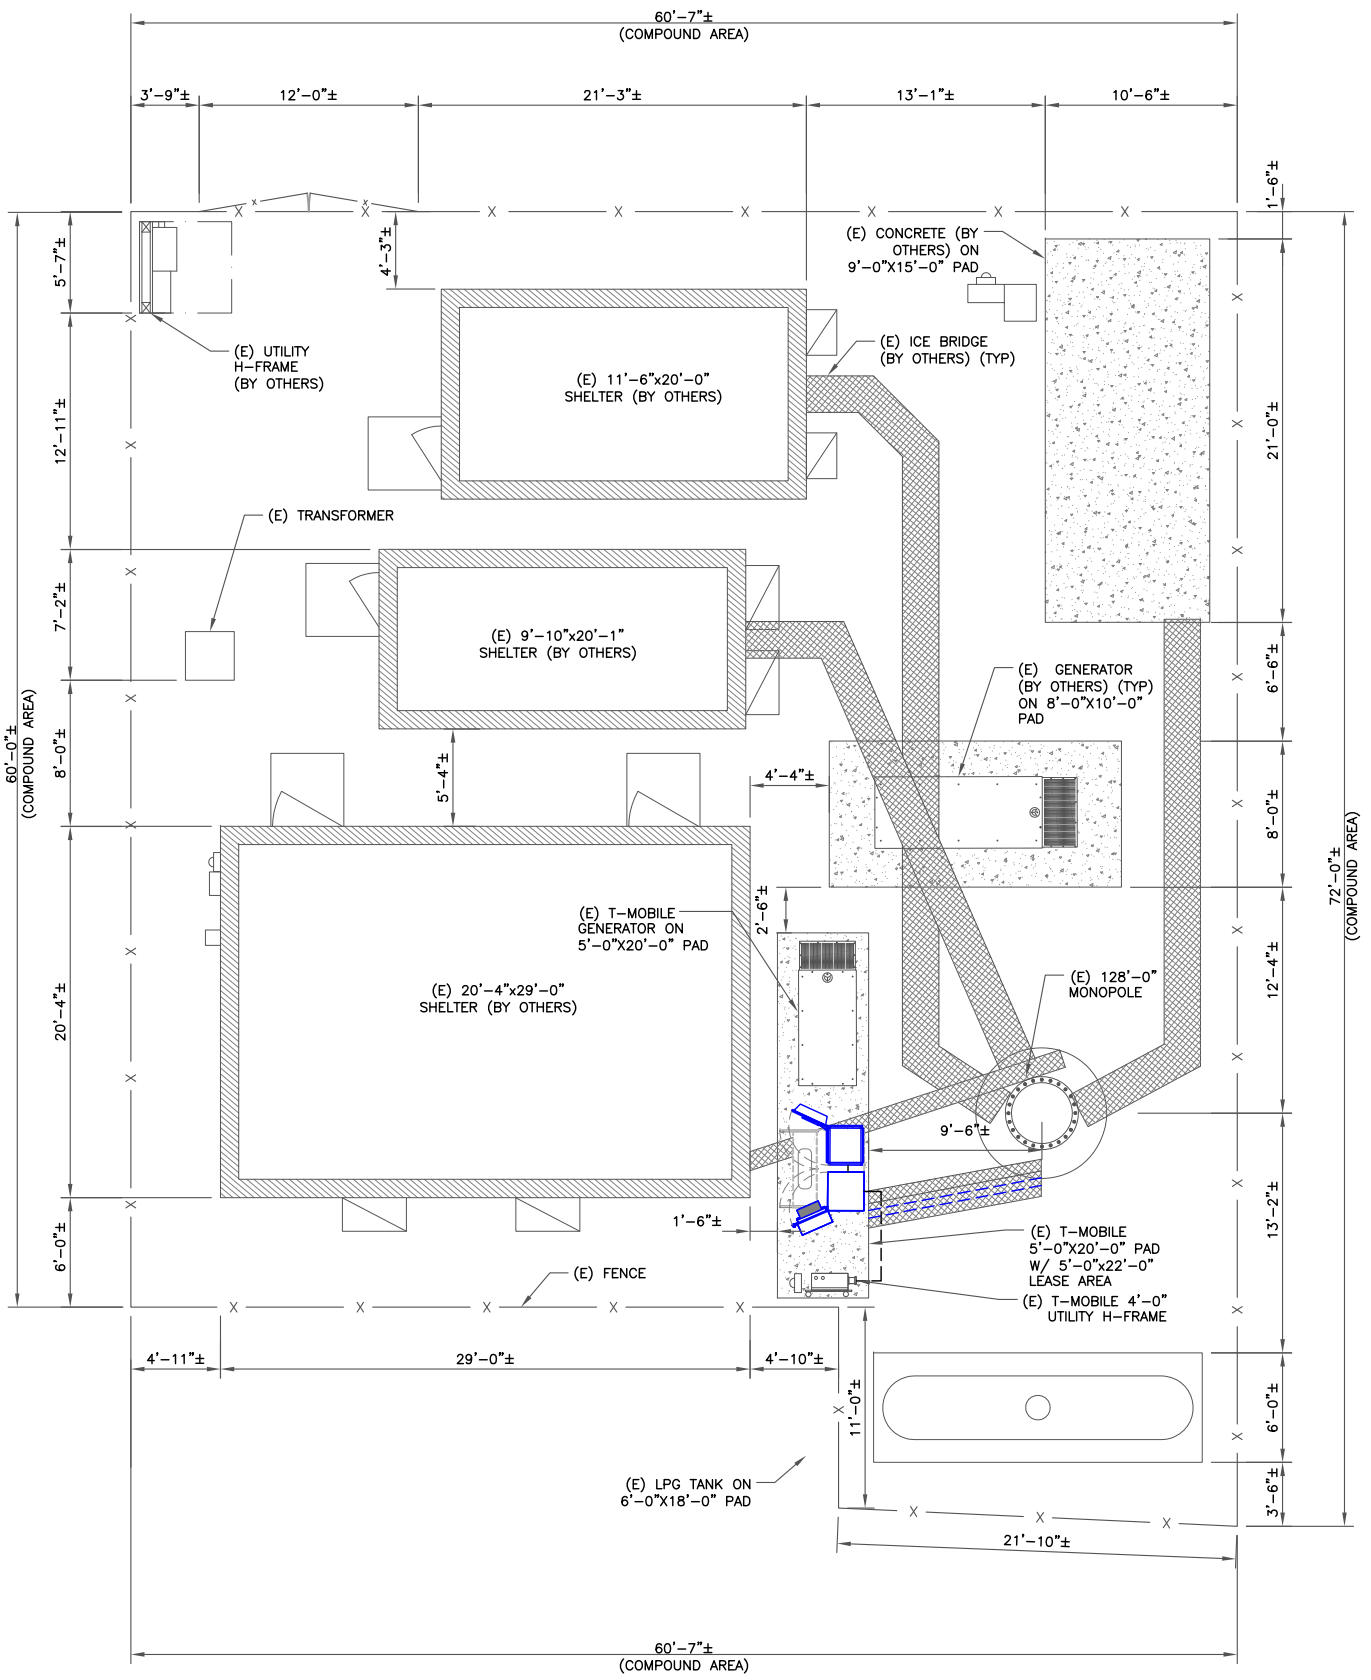 60'-7"±
(COMPOUND AREA)
3'-9"±
12'-0"±
21'-3"±
13'-1"±
10'-6"±
1'-6"±
5'-7"±
4'-3"±
(E) CONCRETE (BY
OTHERS) ON
9'-0"X15'-0" PAD
(E) UTILITY
H-FRAME
(BY OTHERS)
(E) ICE BRIDGE
(BY OTHERS) (TYP)
(E) 11'-6"x20'-0"
SHELTER (BY OTHERS)
12'-11"±
21'-0"±
(E) TRANSFORMER
7'-2"±
(E) 9'-10"x20'-1"
SHELTER (BY OTHERS)
6'-6"±
(E) GENERATOR
(BY OTHERS) (TYP)
ON 8'-0"X10'-0"
PAD
60'-0"±
(COMPOUND AREA)
8'-0"±
5'-4"±
4'-4"±
8'-0"±
72'-0"±
(COMPOUND AREA)
2'-6"±
(E) T-MOBILE
GENERATOR ON
5'-0"X20'-0" PAD
12'-4"±
(E) 128'-0"
MONOPOLE
20'-4"±
(E) 20'-4"x29'-0"
SHELTER (BY OTHERS)
9'-6"±
13'-2"±
1'-6"±
6'-0"±
(E) T-MOBILE
5'-0"X20'-0" PAD
W/ 5'-0"x22'-0"
LEASE AREA
(E) FENCE
(E) T-MOBILE 4'-0"
UTILITY H-FRAME
4'-11"±
29'-0"±
4'-10"±
11'-0"±
6'-0"±
(E) LPG TANK ON
6'-0"X18'-0" PAD
3'-6"±
21'-10"±
60'-7"±
(COMPOUND AREA)